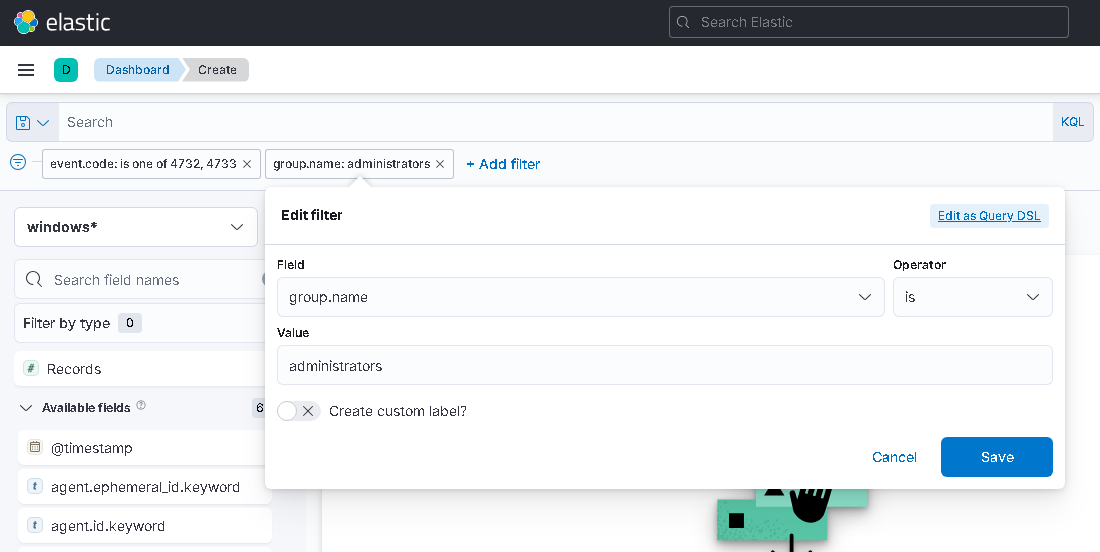 elastic
Search Elastic
D
Dashboard
Create
Search
KQL
event.code: is one of 4732, 4733
group.name: administrators
+ Add filter
Edit filter
Edit as Query DSL
windows*
Field
Operator
Search field names
group.name
is
Filter by type 0
Value
administrators
# Records
Available fields
6
Create custom label?
@timestamp
Cancel
Save
t agent.ephemeral_id.keyword
t agent.id.keyword